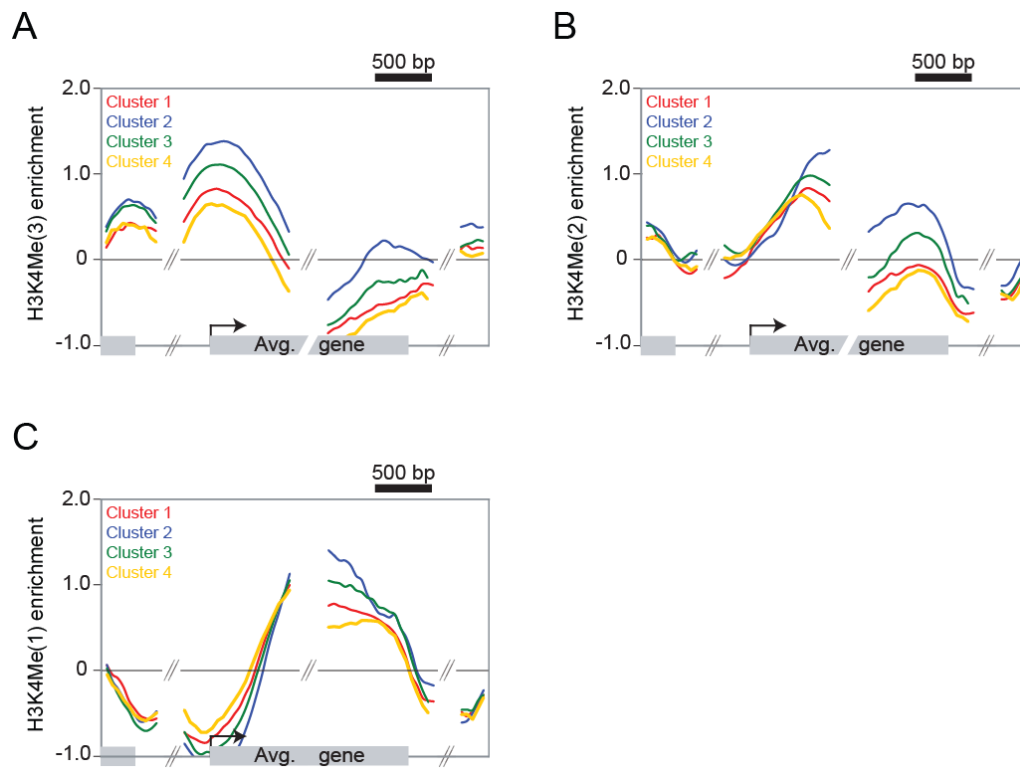 A
B
500 bp
500 bp
2.0
1.0
0
-1.0
H3K4Me(3) enrichment
Cluster 1
Cluster 2
Cluster 3
Cluster 4
Avg. gene
2.0
1.0
0
-1.0
H3K4Me(2) enrichment
Cluster 1
Cluster 2
Cluster 3
Cluster 4
Avg. gene
C
500 bp
2.0
1.0
0
-1.0
H3K4Me(1) enrichment
Cluster 1
Cluster 2
Cluster 3
Cluster 4
Avg. gene